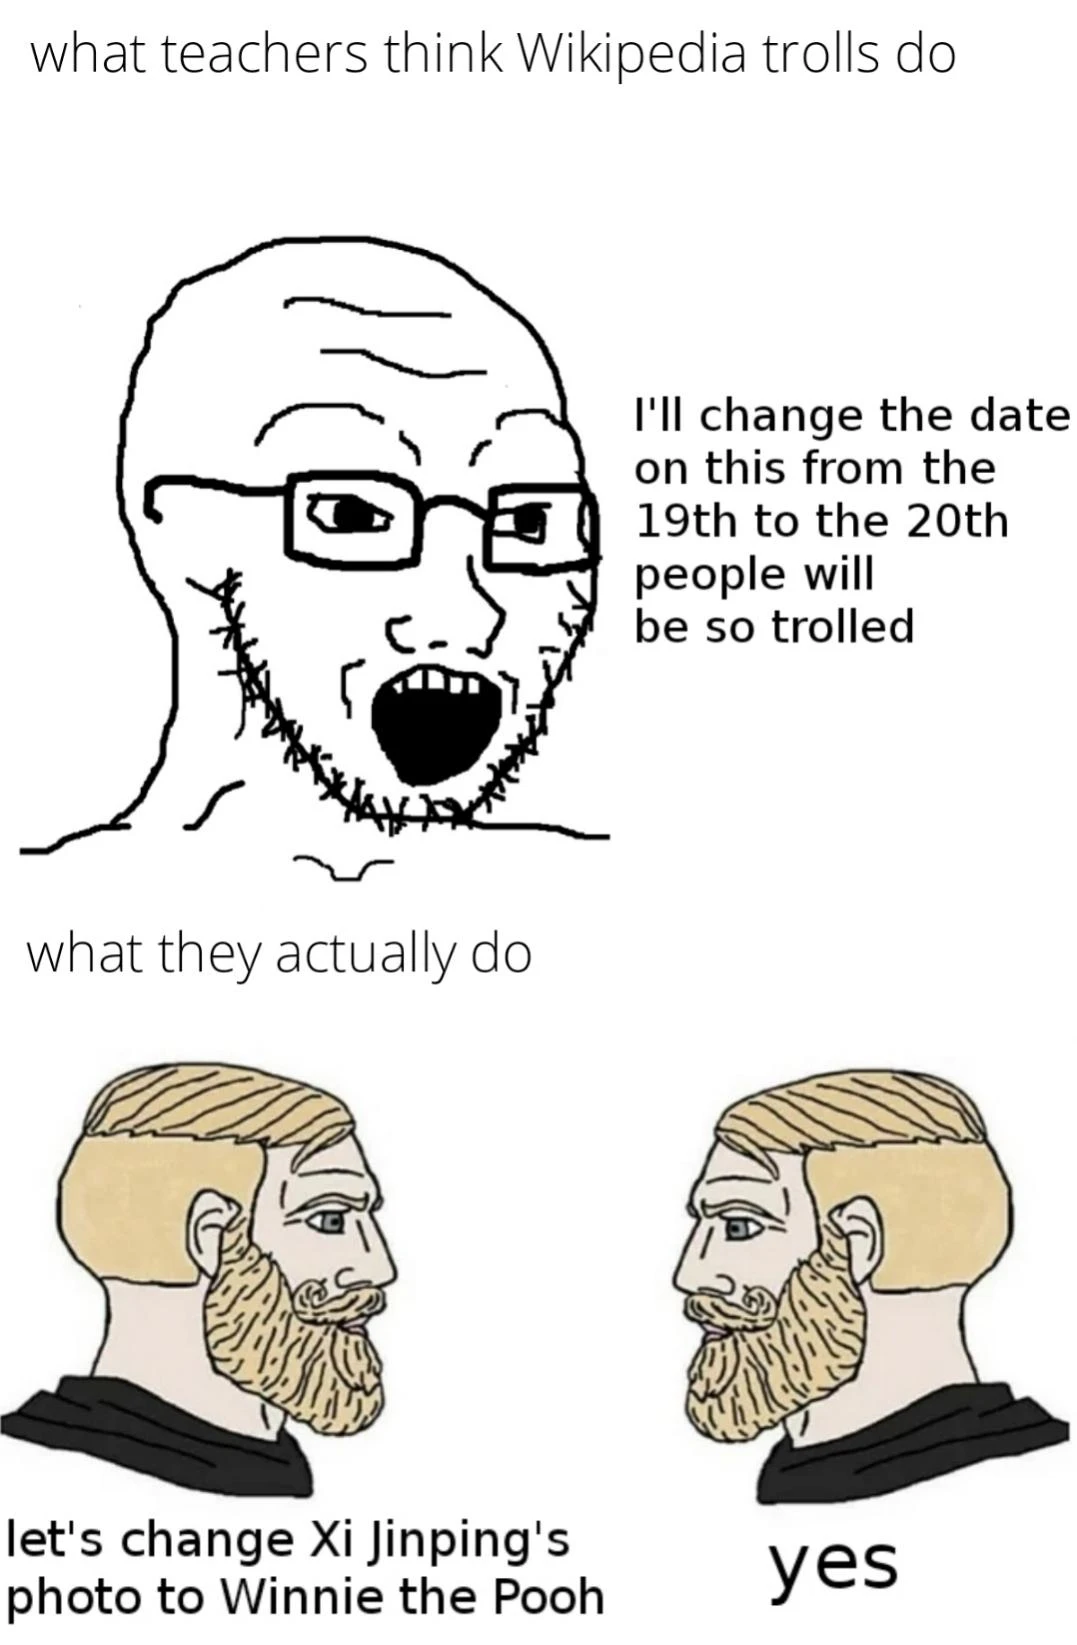 what teachers think Wikipedia trolls do
I'll change the date
on this from the
19th to the 20th
people will
be so trolled
what they actually do
let's change Xi Jinping's
photo to Winnie the Pooh
yes